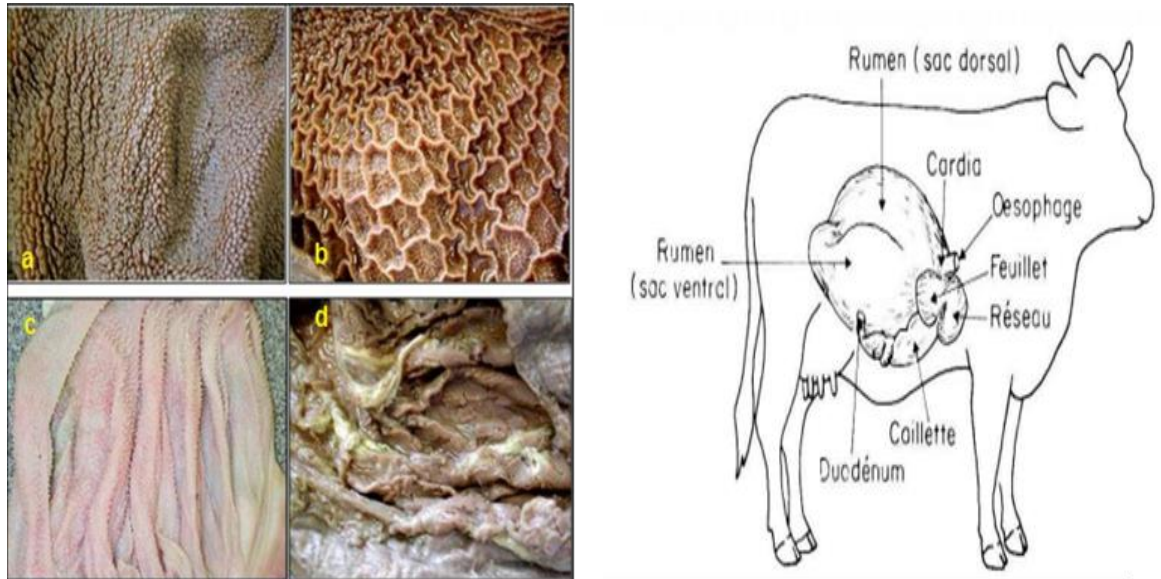 a
b
c
d
Rumen (sac dorsal)
Cardia
Oesophage
Rumen
(sac ventrcl)
Feuillet
Réseau
Caillette
Duodénum